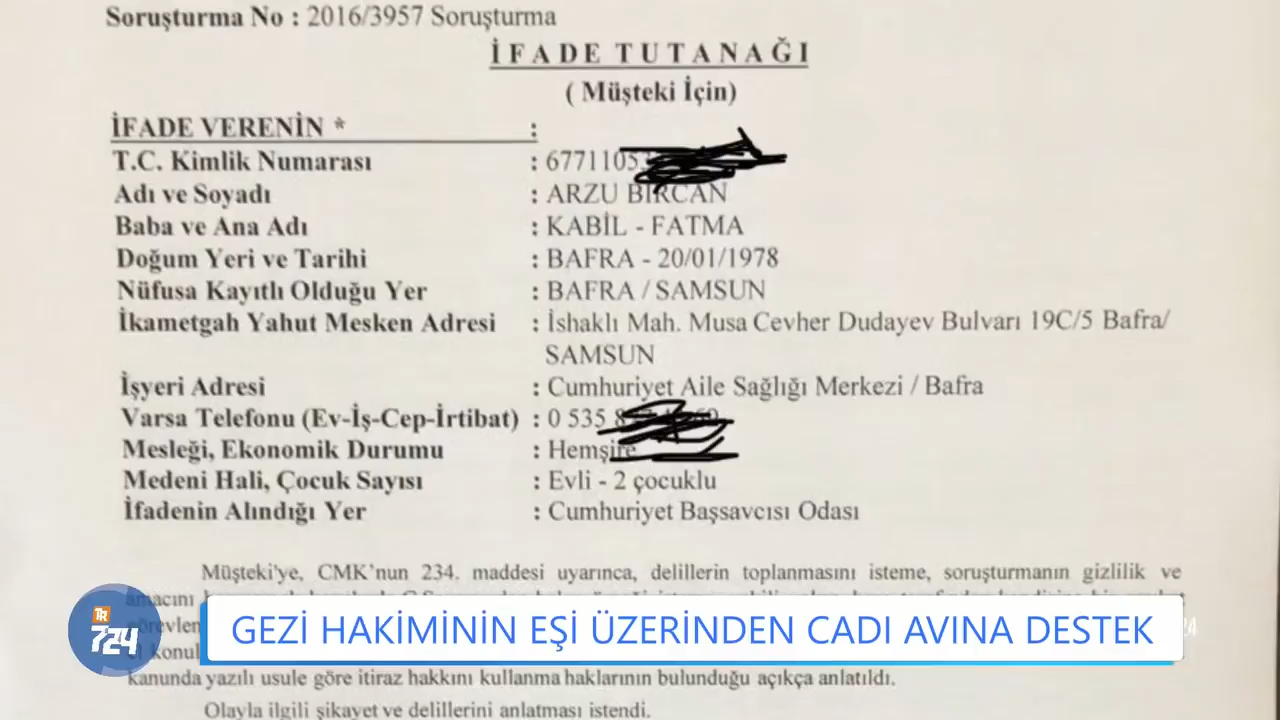 Soruşturma No : 2016/3957 Soruşturma
İFADE TUTANAĞI
( Müşteki İçin)
İFADE VERENİN * :
T.C. Kimlik Numarası :
Adı ve Soyadı : ARZU BİRCAN
Baba ve Ana Adı : KABİL - FATMA
Doğum Yeri ve Tarihi : BAFRA - 20/01/1978
Nüfusa Kayıtlı Olduğu Yer : BAFRA / SAMSUN
İkametgah Yahut Mesken Adresi : İshaklı Mah. Musa Cevher Dudayev Bulvarı 19C/5 Bafra/
SAMSUN
İşyeri Adresi : Cumhuriyet Aile Sağlığı Merkezi / Bafra
Varsa Telefonu (Ev-İş-Cep-İrtibat) : 0 535
Mesleği, Ekonomik Durumu : Hemşire
Medeni Hali, Çocuk Sayısı : Evli - 2 çocuklu
İfadenin Alındığı Yer : Cumhuriyet Başsavcısı Odası
Müşteki'ye, CMK'nun 234. maddesi uyarınca, delillerin toplanmasını isteme, soruşturmanın gizlilik ve
amacını
TR
724
GEZİ HAKİMİNİN EŞİ ÜZERİNDEN CADI AVINA DESTEK
kanunda yazılı usule göre itiraz hakkını kullanma haklarının bulunduğu açıkça anlatıldı.
Olayla ilgili şikayet ve delillerini anlatması istendi.